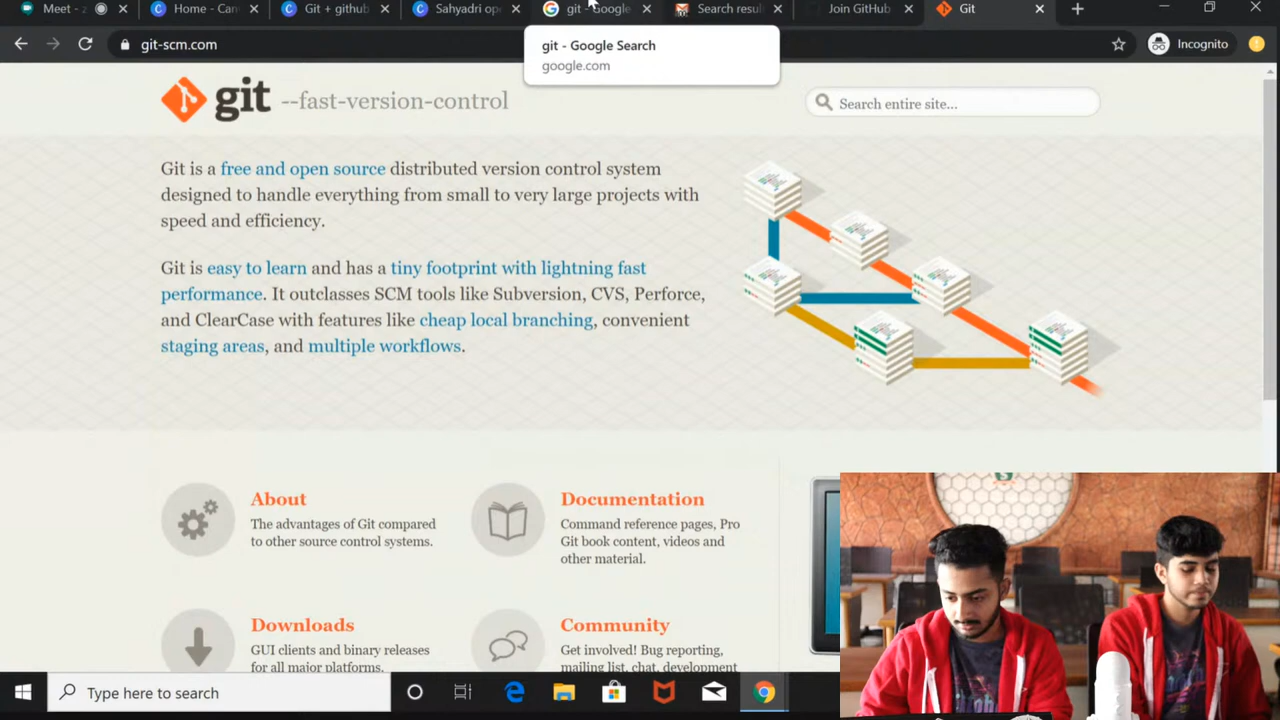 Meet - z
Home - Can
Git + github
Sahyadri ope
git - Google
Search resul
Join GitHub
Git
git-scm.com
Incognito
git - Google Search
google.com
git --fast-version-control
Search entire site...
Git is a free and open source distributed version control system
designed to handle everything from small to very large projects with
speed and efficiency.
Git is easy to learn and has a tiny footprint with lightning fast
performance. It outclasses SCM tools like Subversion, CVS, Perforce,
and ClearCase with features like cheap local branching, convenient
staging areas, and multiple workflows.
About
The advantages of Git compared
to other source control systems.
Documentation
Command reference pages, Pro
Git book content, videos and
other material.
Downloads
GUI clients and binary releases
for all major platforms.
Community
Get involved! Bug reporting,
mailing list, chat, development
Type here to search